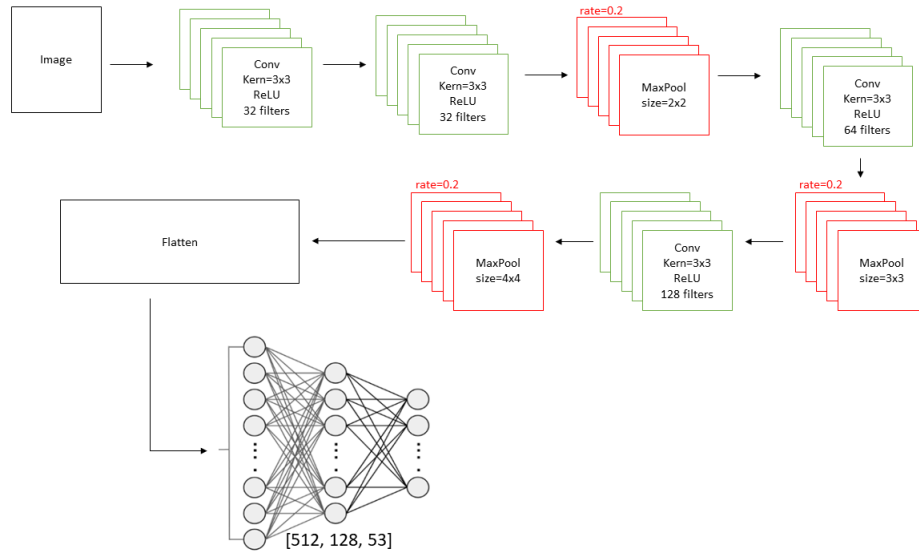 Image
Conv
Kern=3x3
ReLU
32 filters
Conv
Kern=3x3
ReLU
32 filters
rate=0.2
MaxPool
size=2x2
Conv
Kern=3x3
ReLU
64 filters
rate=0.2
MaxPool
size=3x3
Conv
Kern=3x3
ReLU
128 filters
rate=0.2
MaxPool
size=4x4
Flatten
[512, 128, 53]